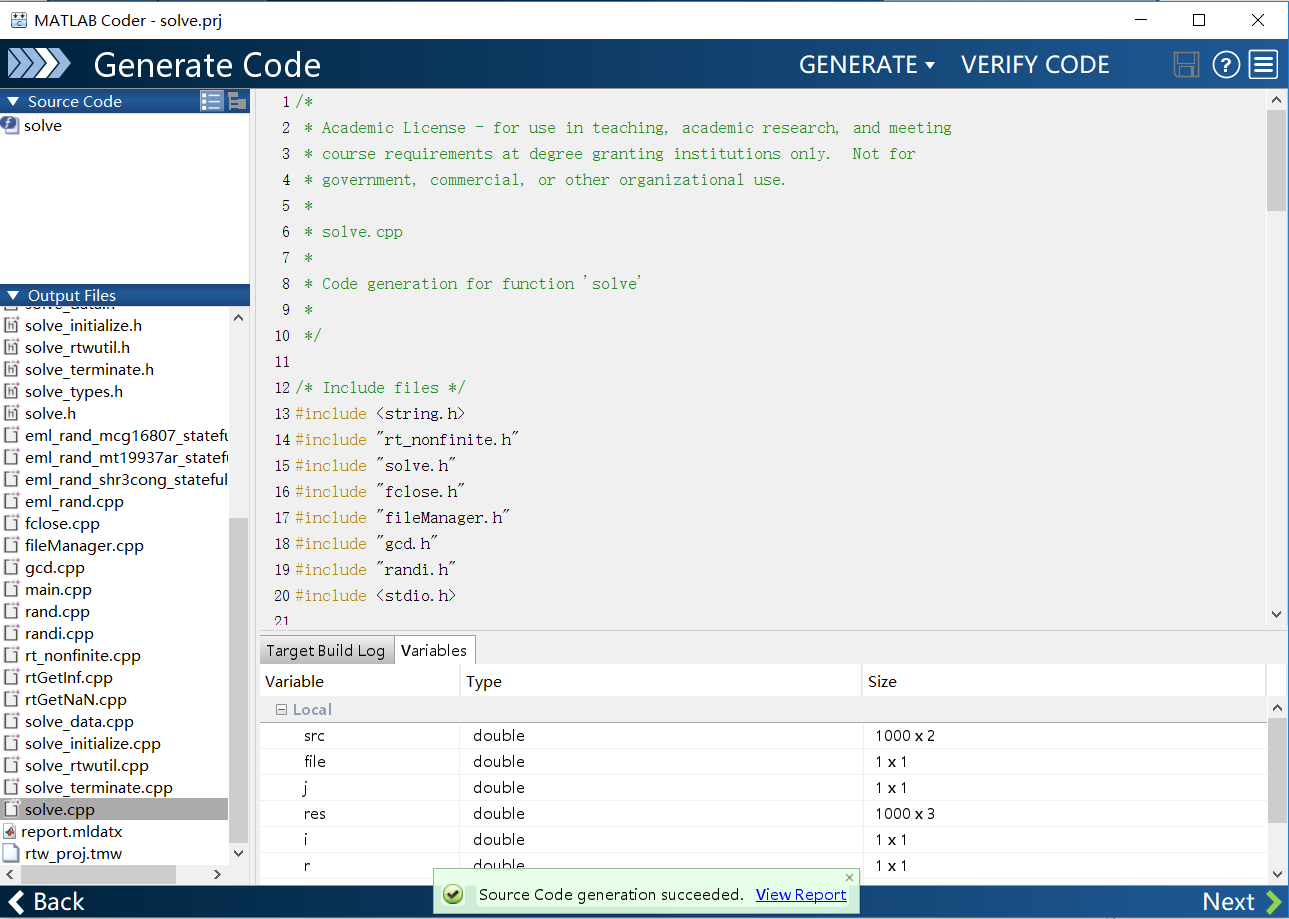 MATLAB Coder - solve.prj
Generate Code
GENERATE
VERIFY CODE
Source Code
solve
Output Files
solve_data.h
solve_initialize.h
solve_rtwutil.h
solve_terminate.h
solve_types.h
solve.h
eml_rand_mcg16807_statefu
eml_rand_mt19937ar_statefu
eml_rand_shr3cong_stateful
eml_rand.cpp
fclose.cpp
fileManager.cpp
gcd.cpp
main.cpp
rand.cpp
randi.cpp
rt_nonfinite.cpp
rtGetInf.cpp
rtGetNaN.cpp
solve_data.cpp
solve_initialize.cpp
solve_rtwutil.cpp
solve_terminate.cpp
solve.cpp
report.mldatx
rtw_proj.tmw
1 /*
2  * Academic License - for use in teaching, academic research, and meeting
3  * course requirements at degree granting institutions only.  Not for
4  * government, commercial, or other organizational use.
5  *
6  * solve.cpp
7  *
8  * Code generation for function 'solve'
9  *
10  */
11
12 /* Include files */
13 #include <string.h>
14 #include "rt_nonfinite.h"
15 #include "solve.h"
16 #include "fclose.h"
17 #include "fileManager.h"
18 #include "gcd.h"
19 #include "randi.h"
20 #include <stdio.h>
21
Target Build Log Variables
Variable Type Size
Local
src double 1000 x 2
file double 1 x 1
j double 1 x 1
res double 1000 x 3
i double 1 x 1
r double 1 x 1
Source Code generation succeeded. View Report
Back
Next